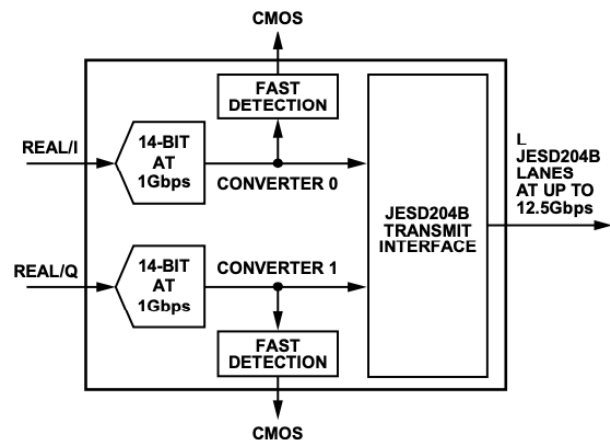 CMOS
FAST
DETECTION
REAL/I
14-BIT
AT
1Gbps
CONVERTER 0
L
JESD204B
LANES
AT UP TO
12.5Gbps
JESD204B
TRANSMIT
INTERFACE
REAL/Q
14-BIT
AT
1Gbps
CONVERTER 1
FAST
DETECTION
CMOS